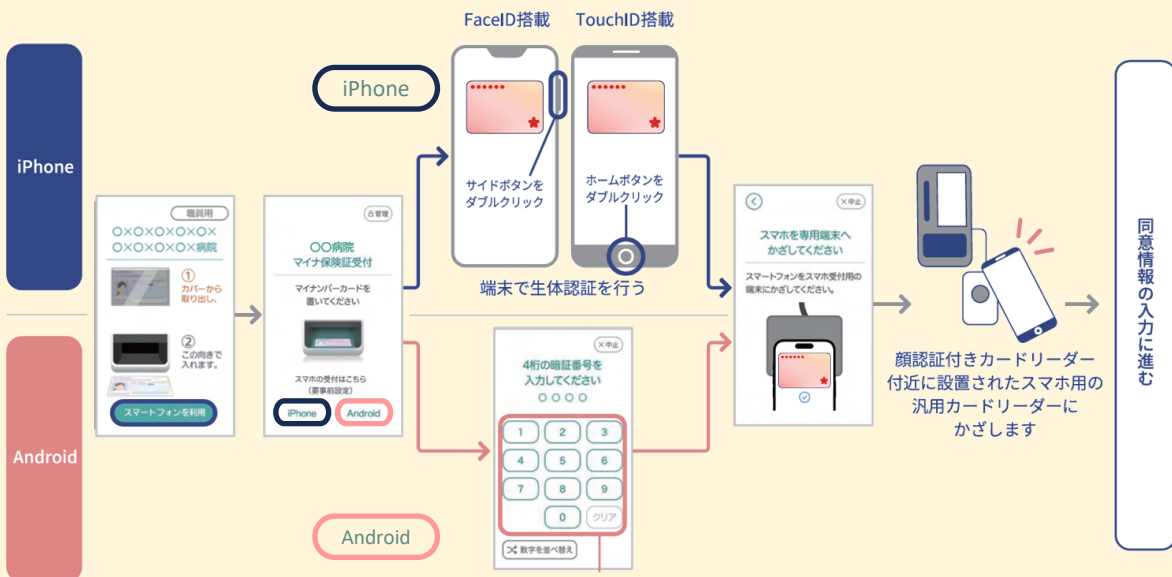 FaceID搭載
TouchID搭載
iPhone
iPhone
サイドボタンを
ダブルクリック
ホームボタンを
ダブルクリック
端末で生体認証を行う
職員用
○×○×○×○×
○×○×○×○×病院
①
カバーから
取り出し、
②
この向きで
入れます。
スマートフォンを利用
管理
○○病院
マイナ保険証受付
マイナンバーカードを
置いてください
スマホの受付はこちら
(要事前設定)
iPhone
Android
×中止
4桁の暗証番号を
入力してください
1 2 3
4 5 6
7 8 9
0 クリア
数字を並べ替え
Android
Android
×中止
スマホを専用端末へ
かざしてください
スマートフォンをスマホ受付用の
端末にかざしてください。
顔認証付きカードリーダー
付近に設置されたスマホ用の
汎用カードリーダーに
かざします
同意情報の入力に進む